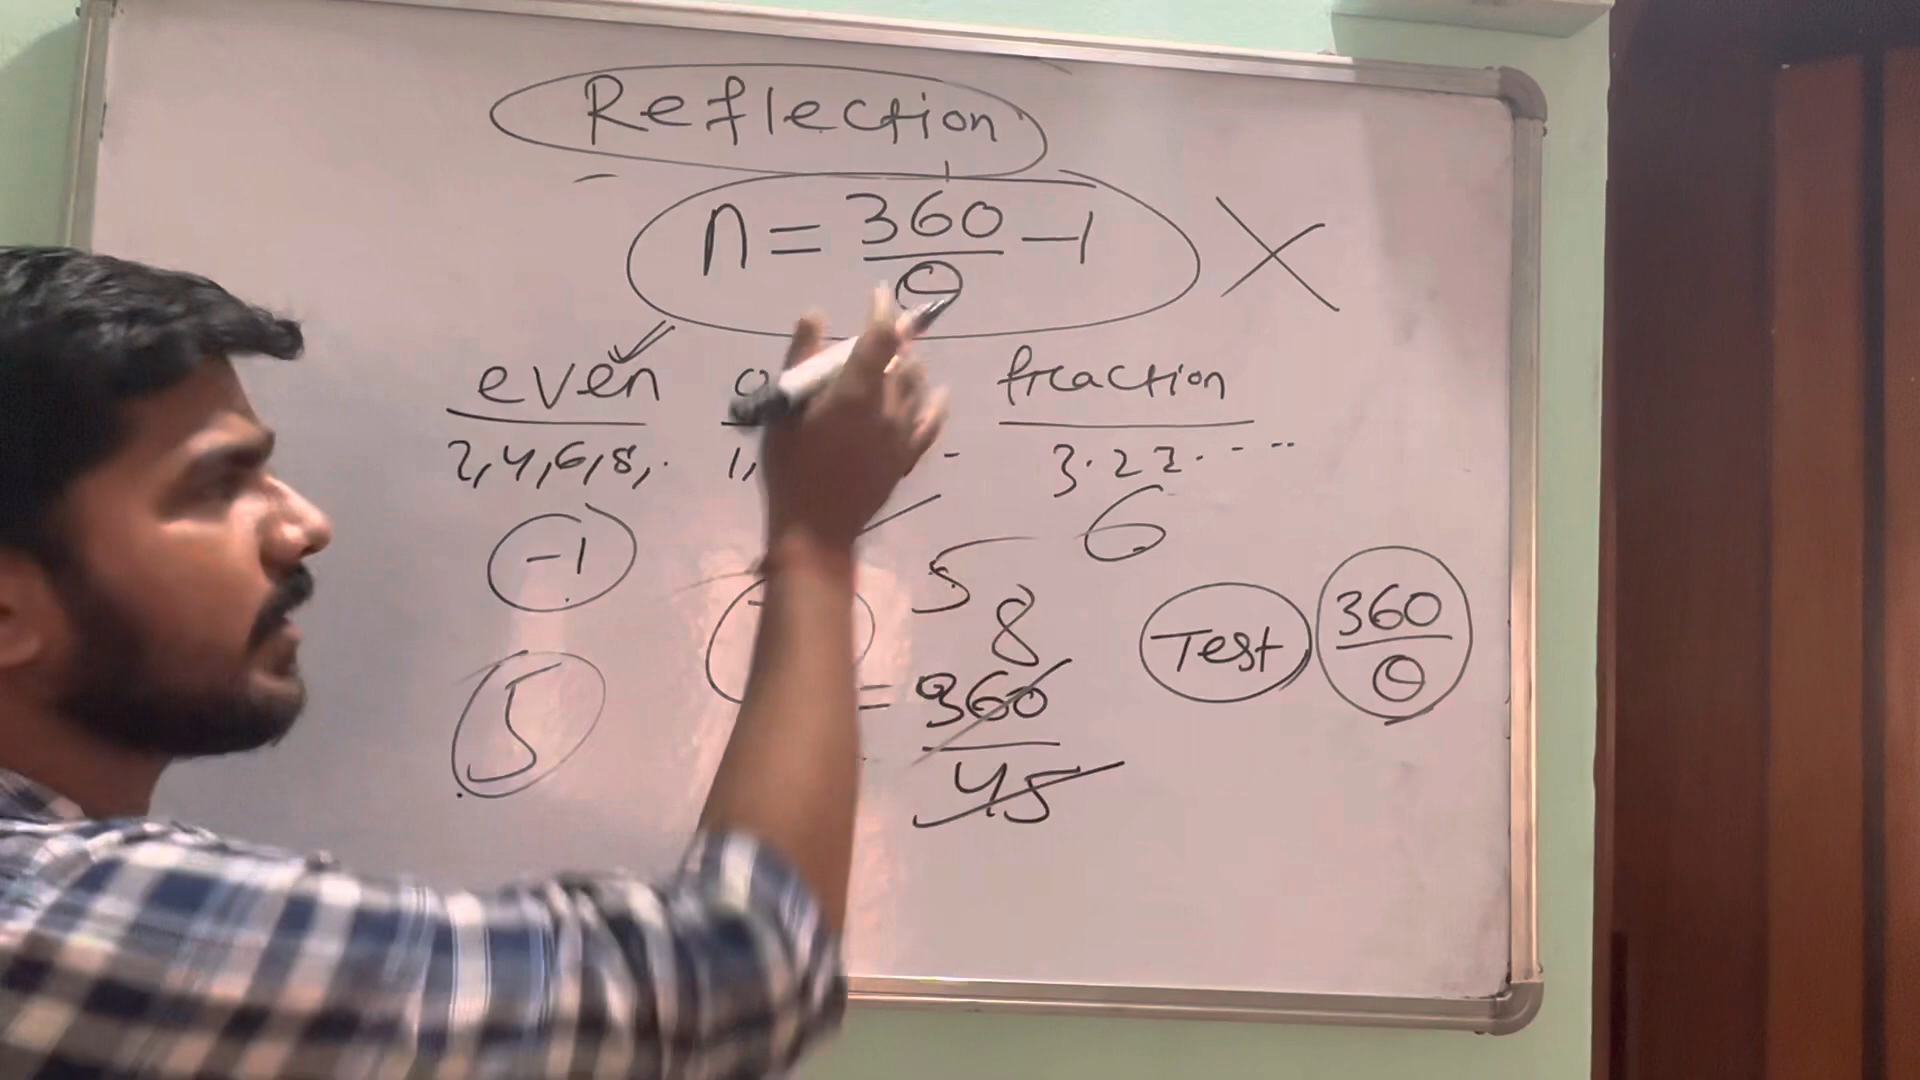 Reflection
n = 360/θ - 1
even fraction
2,4,6,8,. 1, 3.22. - --
-1 6
5
8
Test 360/θ
= 360/45
5